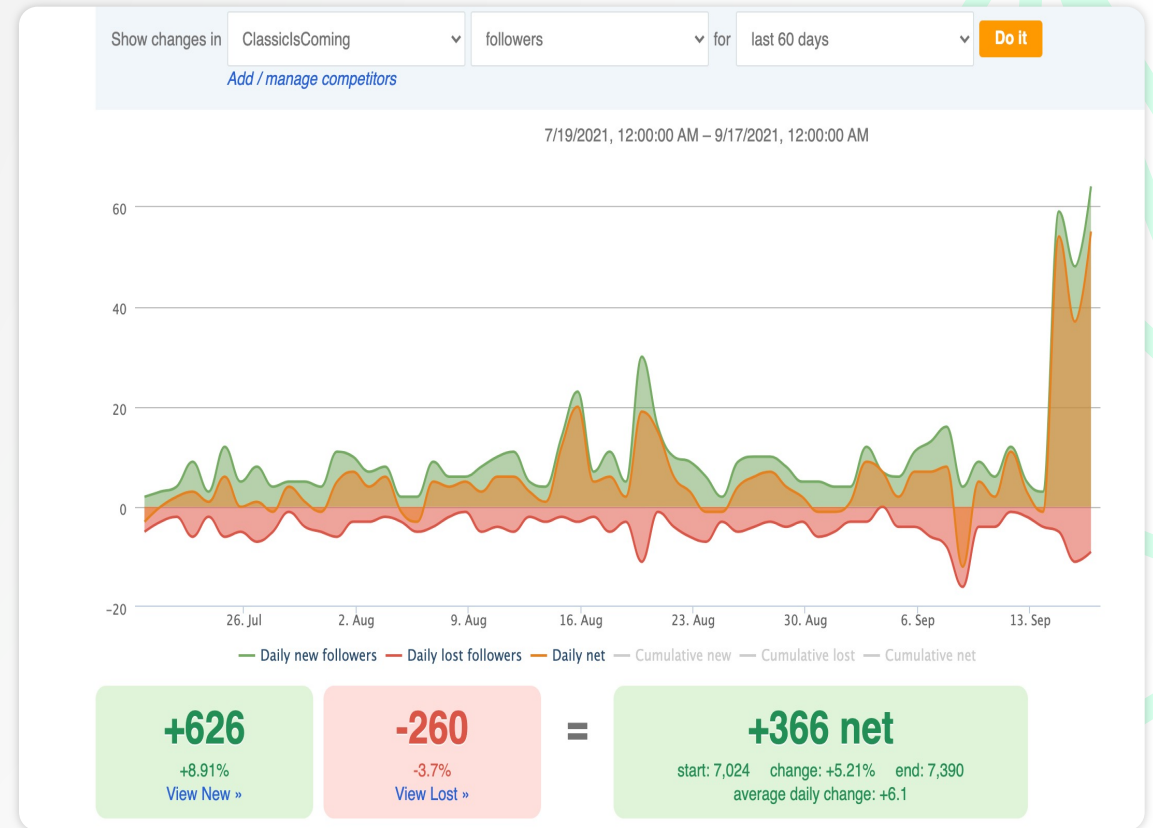 Show changes in ClassicIsComing followers for last 60 days Do it
Add / manage competitors
7/19/2021, 12:00:00 AM – 9/17/2021, 12:00:00 AM
60
40
20
0
−20
26. Jul 2. Aug 9. Aug 16. Aug 23. Aug 30. Aug 6. Sep 13. Sep
Daily new followers Daily lost followers Daily net Cumulative new Cumulative lost Cumulative net
+626 -260 = +366 net
+8.91% -3.7% start: 7,024 change: +5.21% end: 7,390
View New » View Lost » average daily change: +6.1